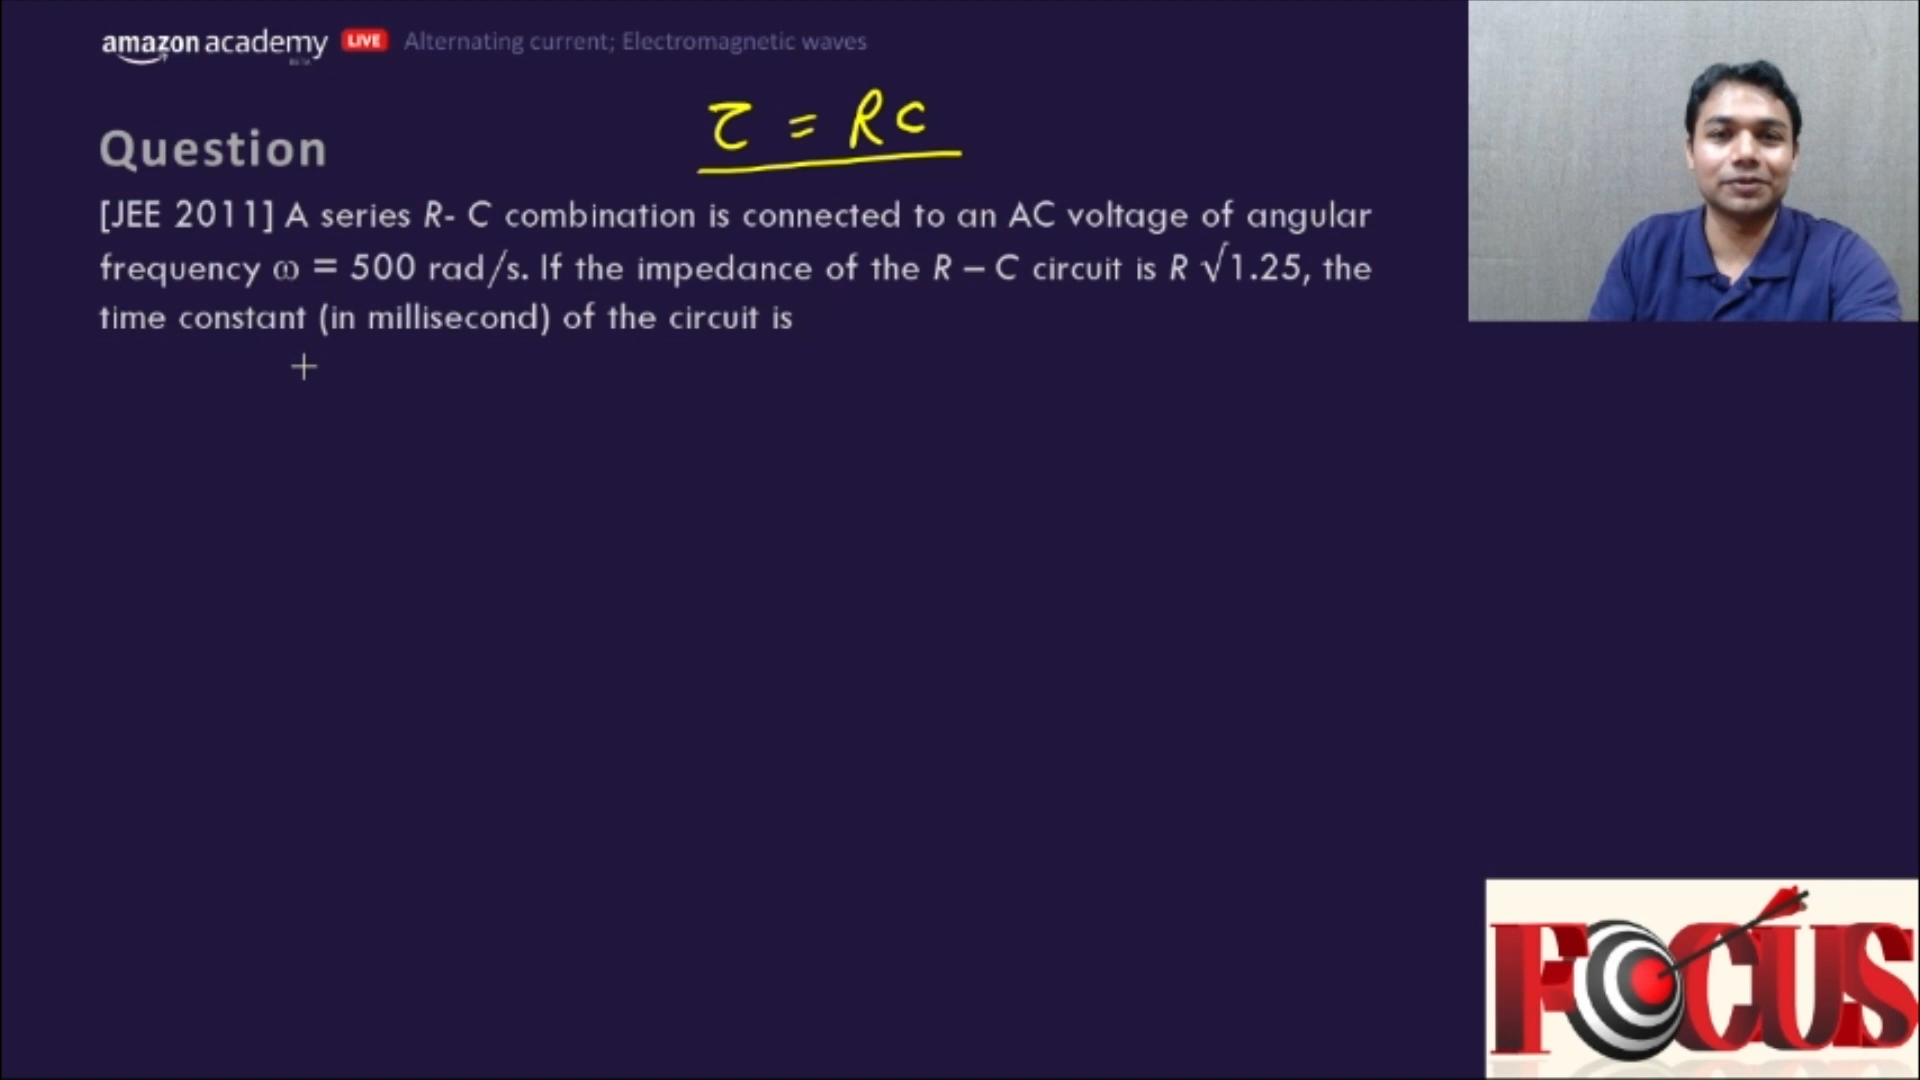 amazon academy LIVE Alternating current; Electromagnetic waves
BETA
τ = RC
Question
[JEE 2011] A series R- C combination is connected to an AC voltage of angular
frequency ω = 500 rad/s. If the impedance of the R – C circuit is R √1.25, the
time constant (in millisecond) of the circuit is
FOCUS